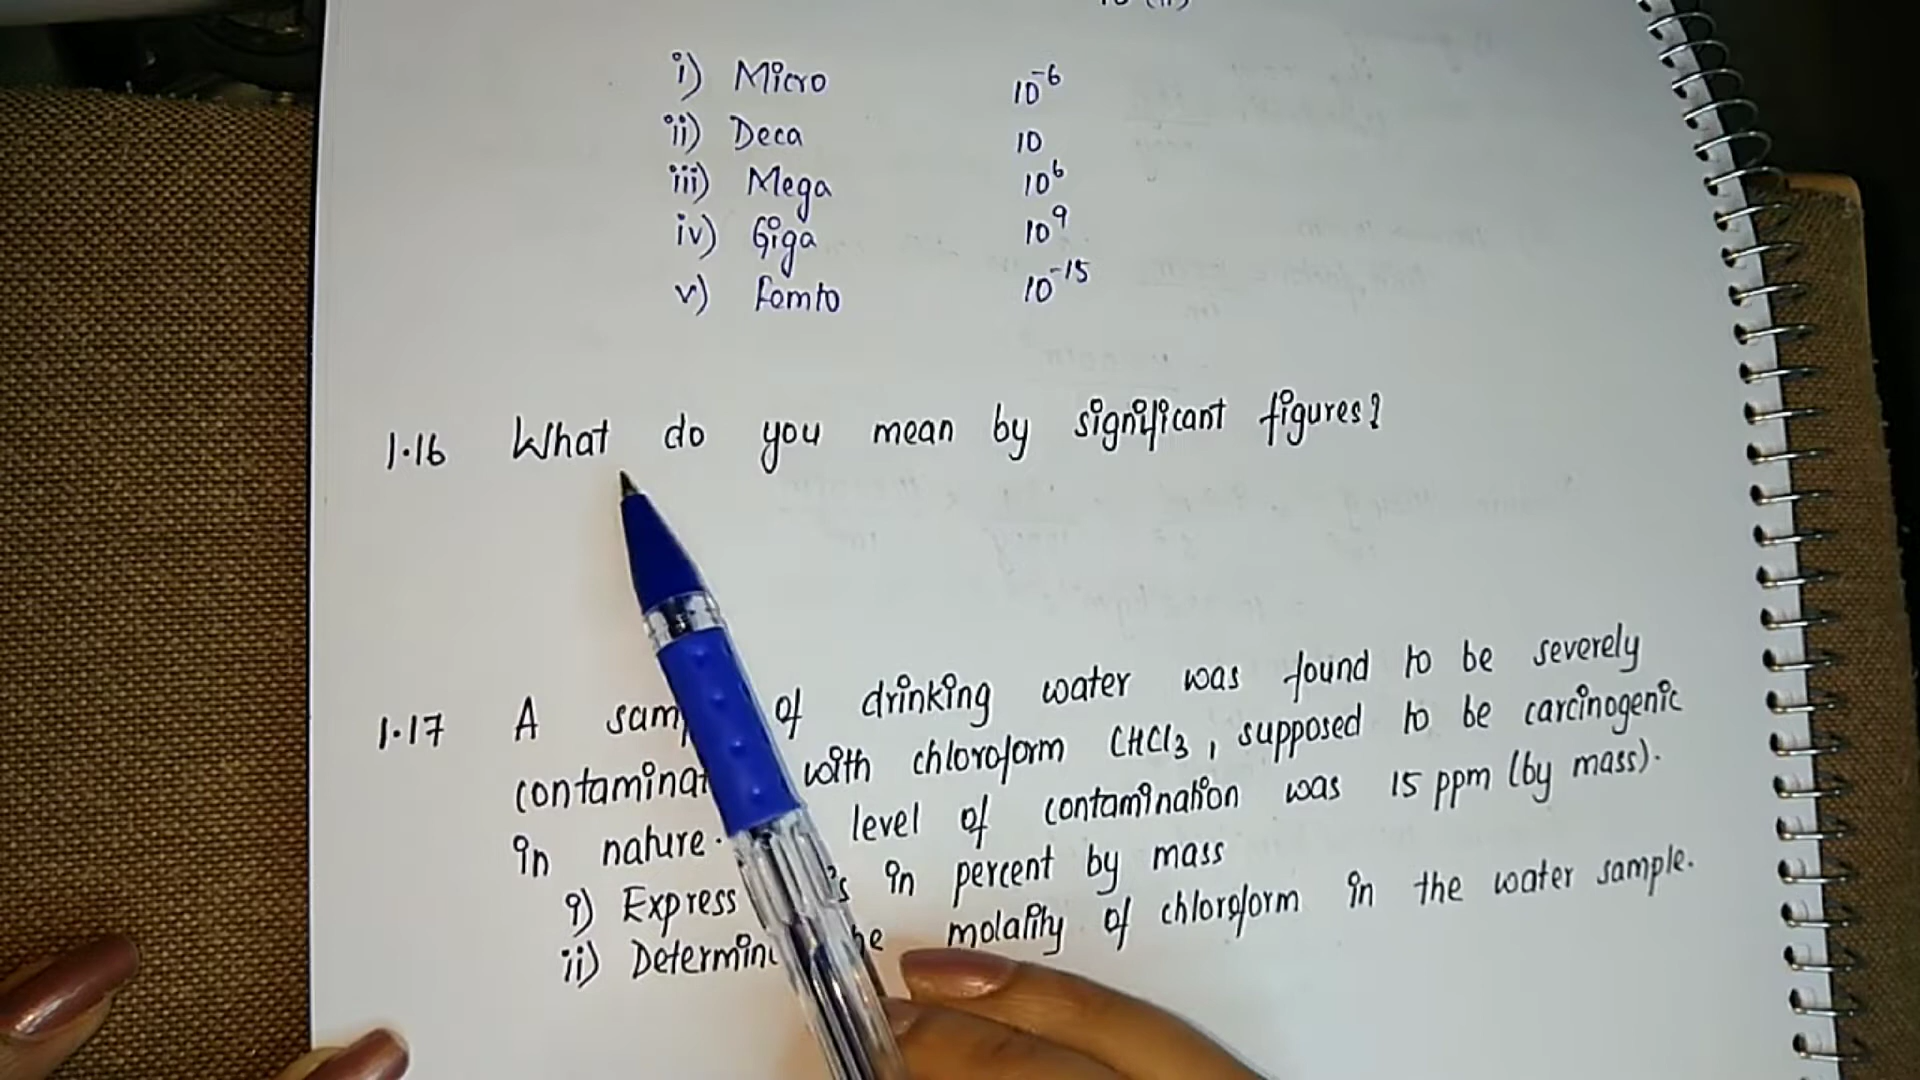 i) Micro 10⁻⁶
ii) Deca 10
iii) Mega 10⁶
iv) Giga 10⁹
v) femto 10⁻¹⁵
1.16 What do you mean by significant figures?
1.17 A of drinking water was found to be severely
with chloroform CHCl3, supposed to be carcinogenic
in nature. level of contamination was 15 ppm (by mass).
i) Express in percent by mass
ii) molality of chloroform in the water sample.